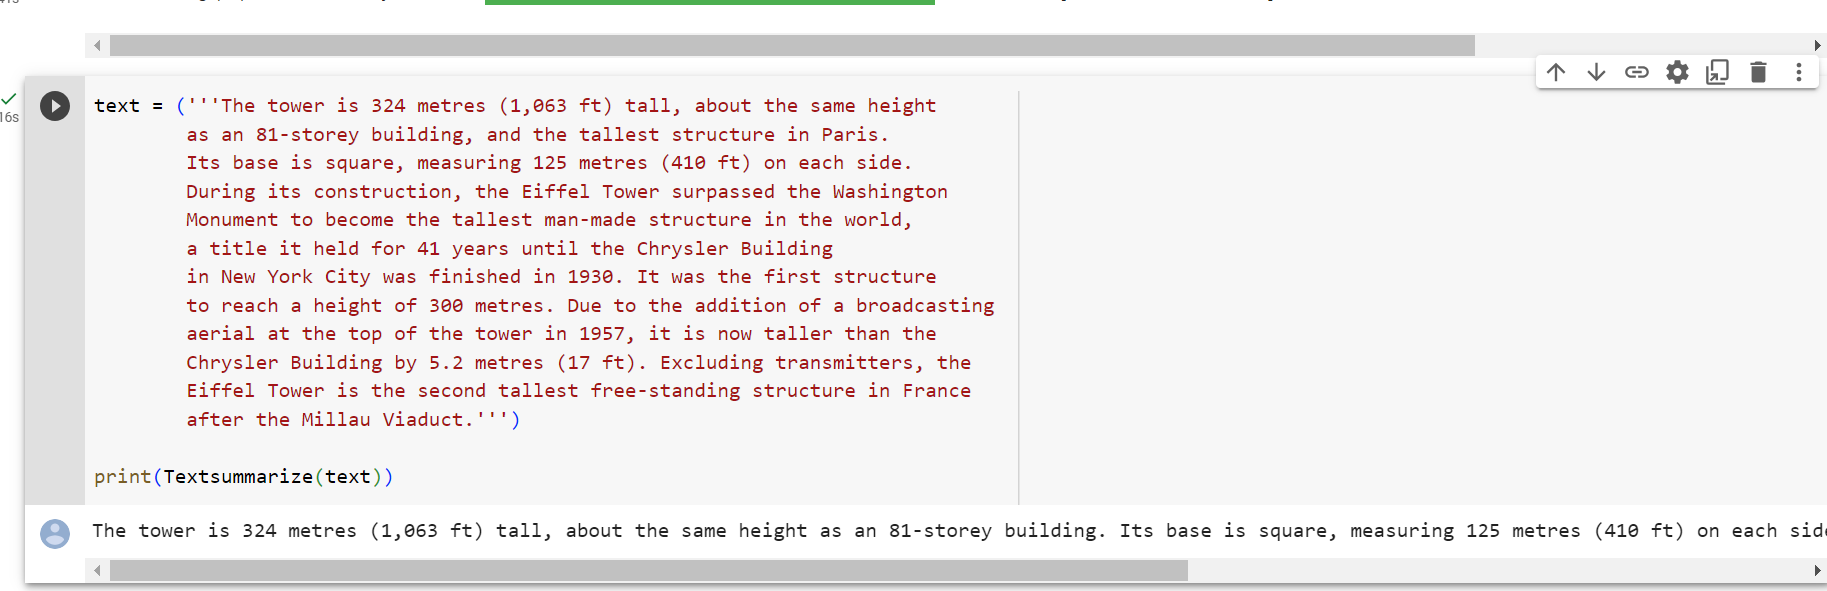 text = ('''The tower is 324 metres (1,063 ft) tall, about the same height
as an 81-storey building, and the tallest structure in Paris.
Its base is square, measuring 125 metres (410 ft) on each side.
During its construction, the Eiffel Tower surpassed the Washington
Monument to become the tallest man-made structure in the world,
a title it held for 41 years until the Chrysler Building
in New York City was finished in 1930. It was the first structure
to reach a height of 300 metres. Due to the addition of a broadcasting
aerial at the top of the tower in 1957, it is now taller than the
Chrysler Building by 5.2 metres (17 ft). Excluding transmitters, the
Eiffel Tower is the second tallest free-standing structure in France
after the Millau Viaduct.''')
16s
print(Textsummarize(text))
The tower is 324 metres (1,063 ft) tall, about the same height as an 81-storey building. Its base is square, measuring 125 metres (410 ft) on each